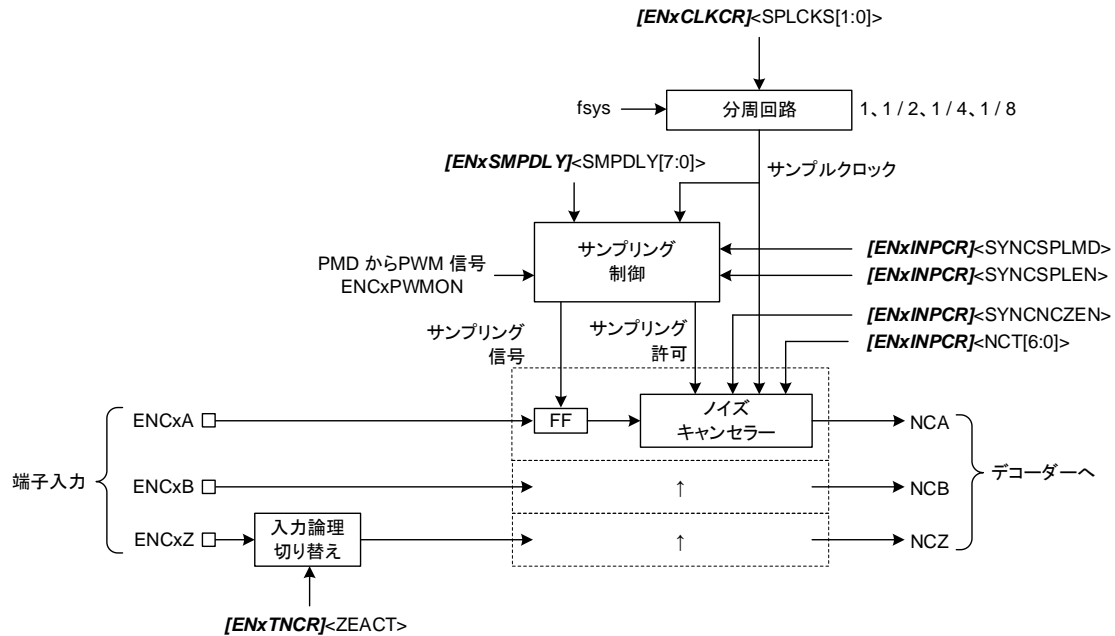 [ENxCLKCR]<SPLCKS[1:0]>
fsys
分周回路
1、1 / 2、1 / 4、1 / 8
[ENxSMPDLY]<SMPDLY[7:0]>
サンプルクロック
サンプリング
制御
PMD からPWM 信号
ENCxPWMON
[ENxINPCR]<SYNCSPLMD>
[ENxINPCR]<SYNCSPLEN>
[ENxINPCR]<SYNCNCZEN>
[ENxINPCR]<NCT[6:0]>
サンプリング
信号
サンプリング
許可
端子入力
ENCxA
FF
ノイズ
キャンセラー
NCA
ENCxB
↑
NCB
デコーダーへ
ENCxZ
入力論理
切り替え
↑
NCZ
[ENxTNCR]<ZEACT>